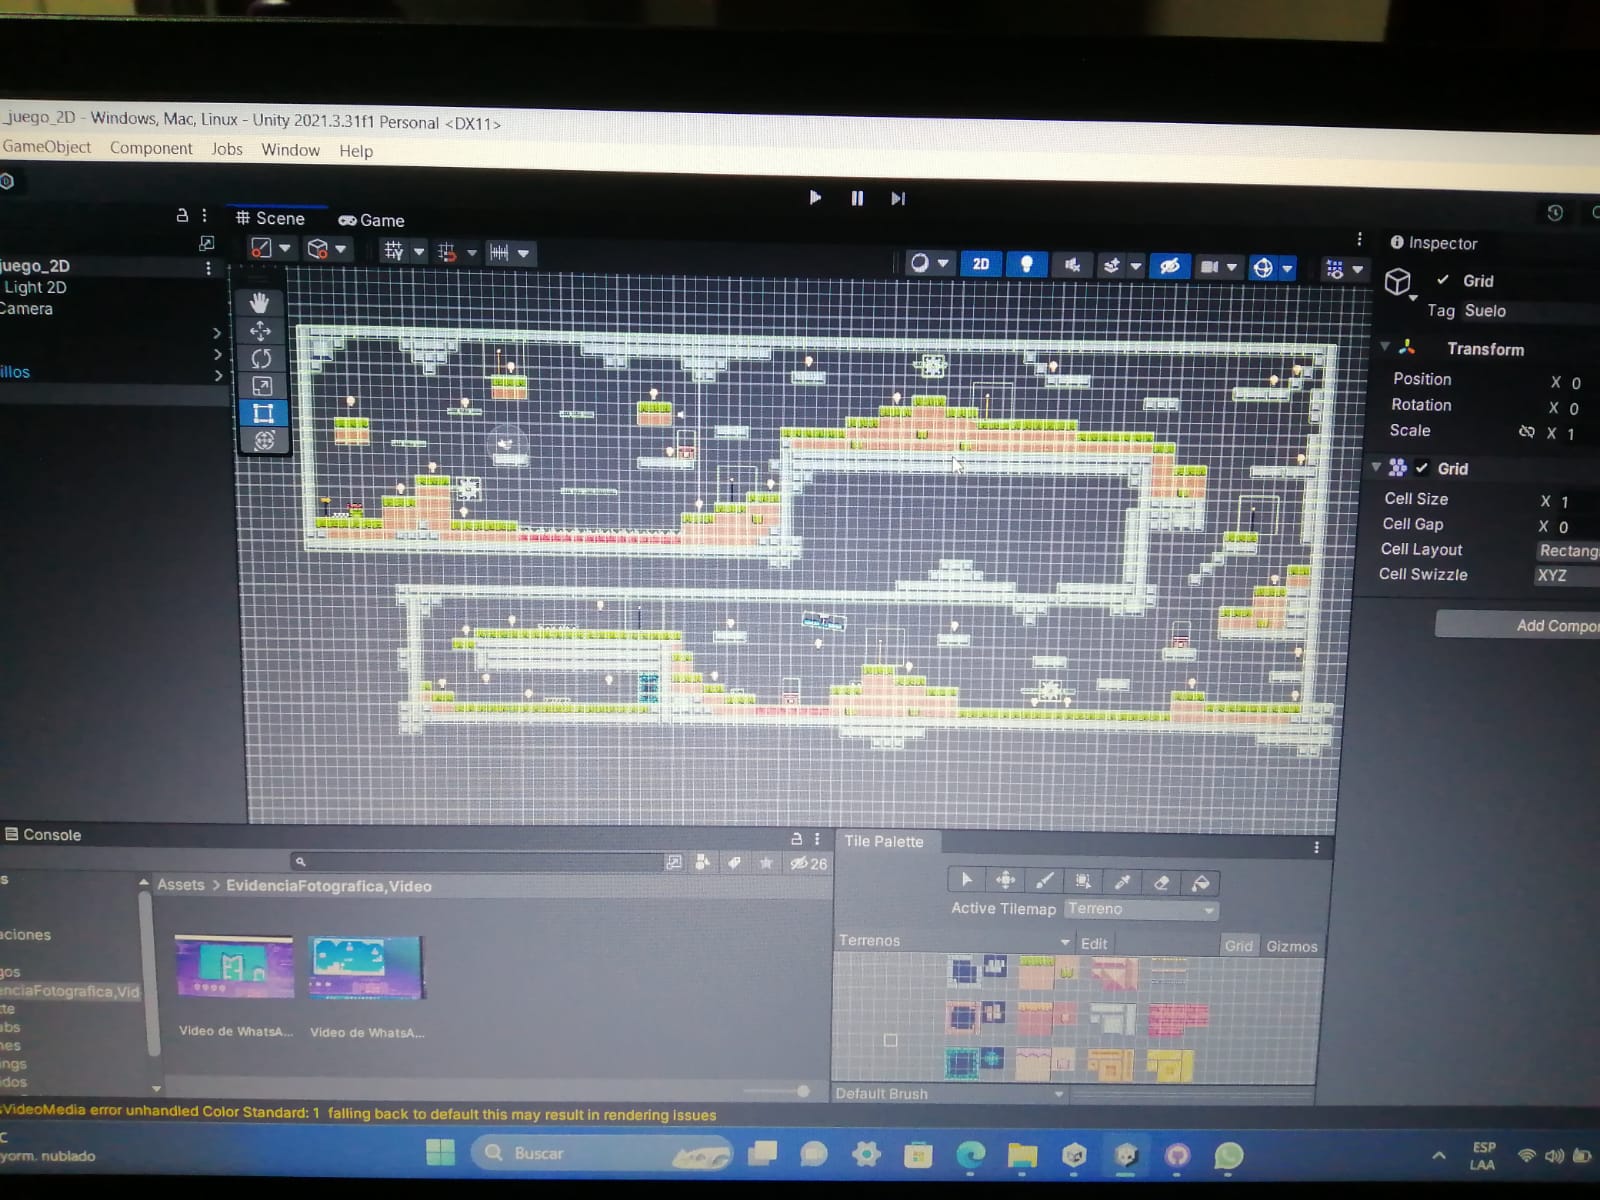 _juego_2D - Windows, Mac, Linux - Unity 2021.3.31f1 Personal <DX11>
GameObject Component Jobs Window Help
Scene Game
juego_2D
Light 2D
Camera
illos
2D
Inspector
Grid
Tag Suelo
Transform
Position X 0
Rotation X 0
Scale X 1
Grid
Cell Size X 1
Cell Gap X 0
Cell Layout Rectang
Cell Swizzle XYZ
Add Compo
Console
26
Assets > EvidenciaFotografica,Video
s
aciones
gos
enciaFotografica,Vid
te
abs
nes
ngs
idos
Video de WhatsA...
Video de WhatsA...
Tile Palette
Active Tilemap Terreno
Terrenos Edit Grid Gizmos
Default Brush
sVideoMedia error unhandled Color Standard: 1 falling back to default this may result in rendering issues
C
yorm. nublado
Buscar
ESP
LAA